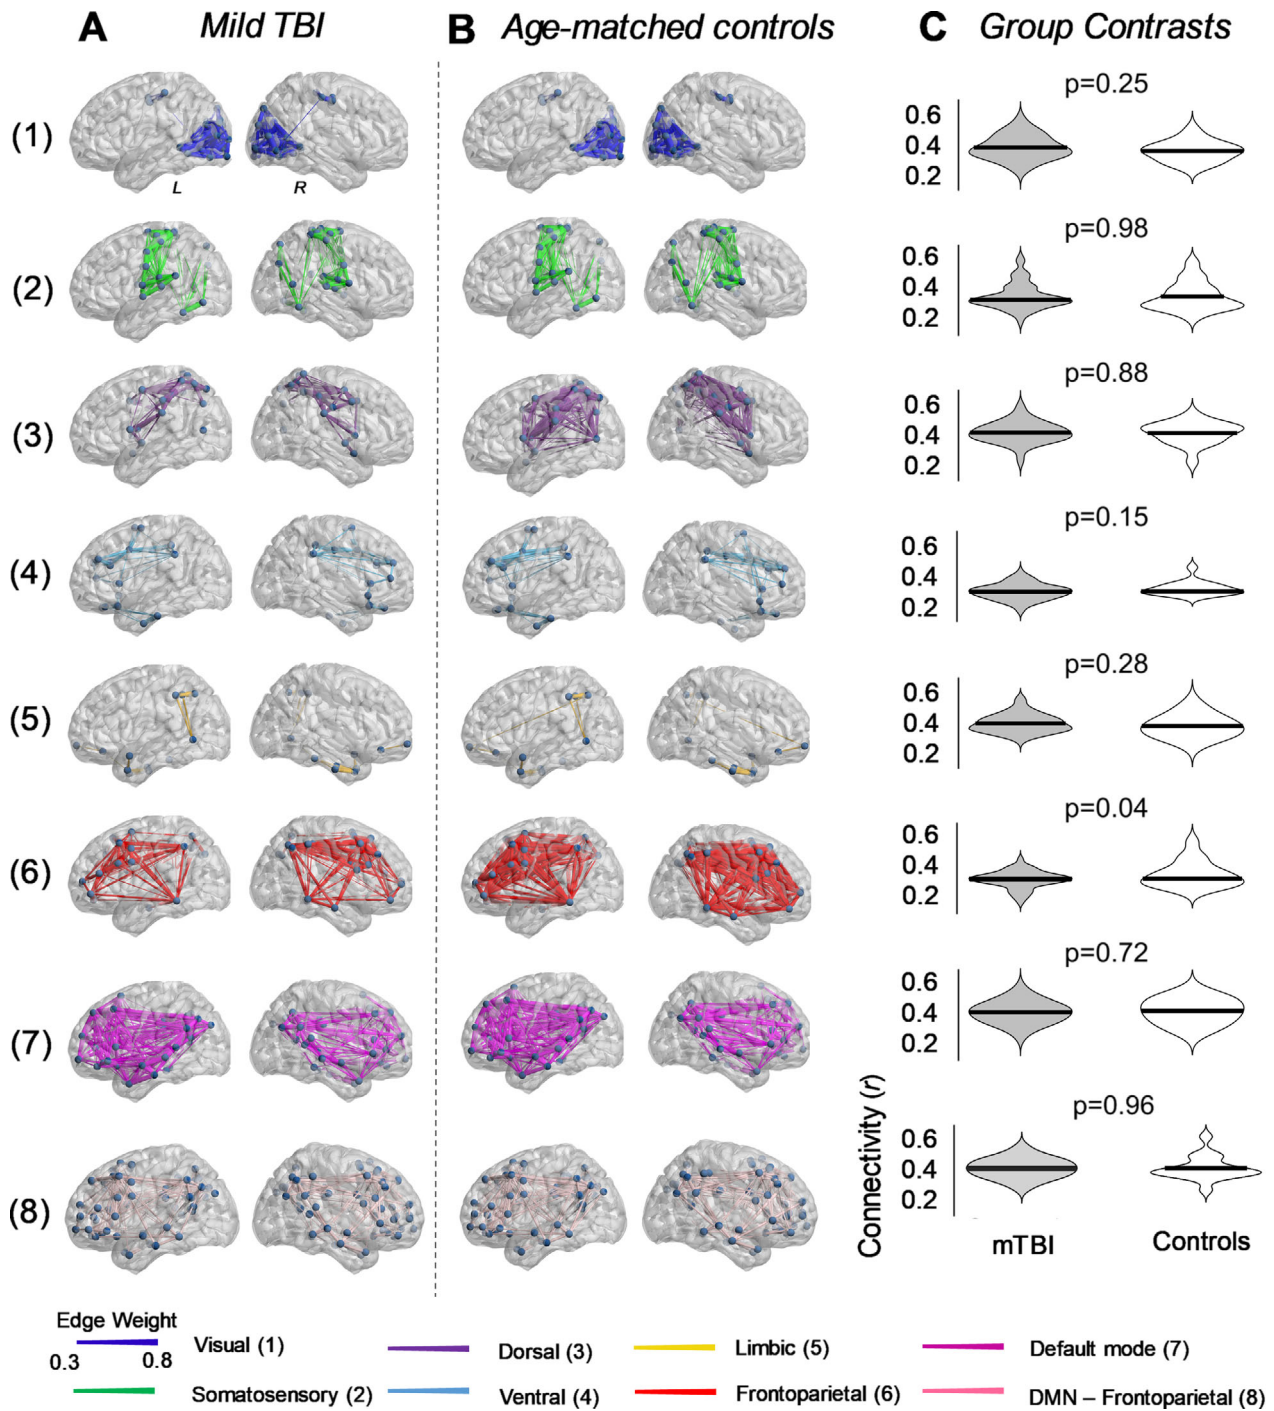 A Mild TBI B Age-matched controls C Group Contrasts
(1)
L R
p=0.25
0.6
0.4
0.2
(2)
p=0.98
0.6
0.4
0.2
(3)
p=0.88
0.6
0.4
0.2
(4)
p=0.15
0.6
0.4
0.2
(5)
p=0.28
0.6
0.4
0.2
(6)
p=0.04
0.6
0.4
0.2
(7)
p=0.72
0.6
0.4
0.2
(8)
p=0.96
0.6
0.4
0.2
Connectivity (r)
mTBI Controls
Edge Weight
0.3 0.8
Visual (1) Dorsal (3) Limbic (5) Default mode (7)
Somatosensory (2) Ventral (4) Frontoparietal (6) DMN – Frontoparietal (8)